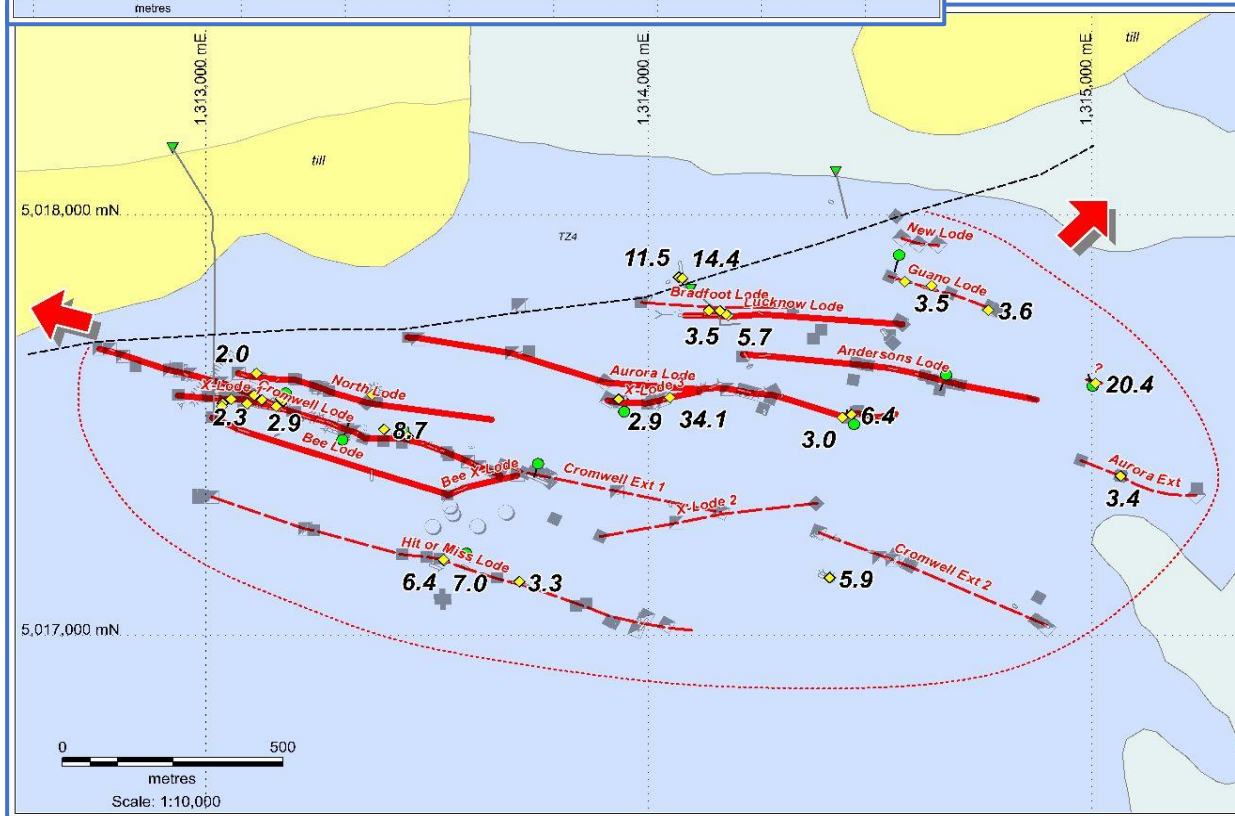 metres
1,313,000 mE
1,314,000 mE
1,315,000 mE
till
till
5,018,000 mN
TZ4
New Lode
11.5 14.4
Guano Lode
Bradfoot Lode
Lucknow Lode
3.5 3.6
3.5 5.7
2.0
Andersons Lode
?
20.4
North Lode
Aurora Lode
X-Lode 1
Cromwell Lode
X-Lode 3
2.3 2.9
8.7
2.9 34.1
3.0 6.4
Bee Lode
Bee X-Lode
Cromwell Ext 1
Aurora Ext
3.4
X-Lode 2
Hit or Miss Lode
Cromwell Ext 2
6.4 7.0 3.3
5.9
5,017,000 mN
0 500
metres
Scale: 1:10,000